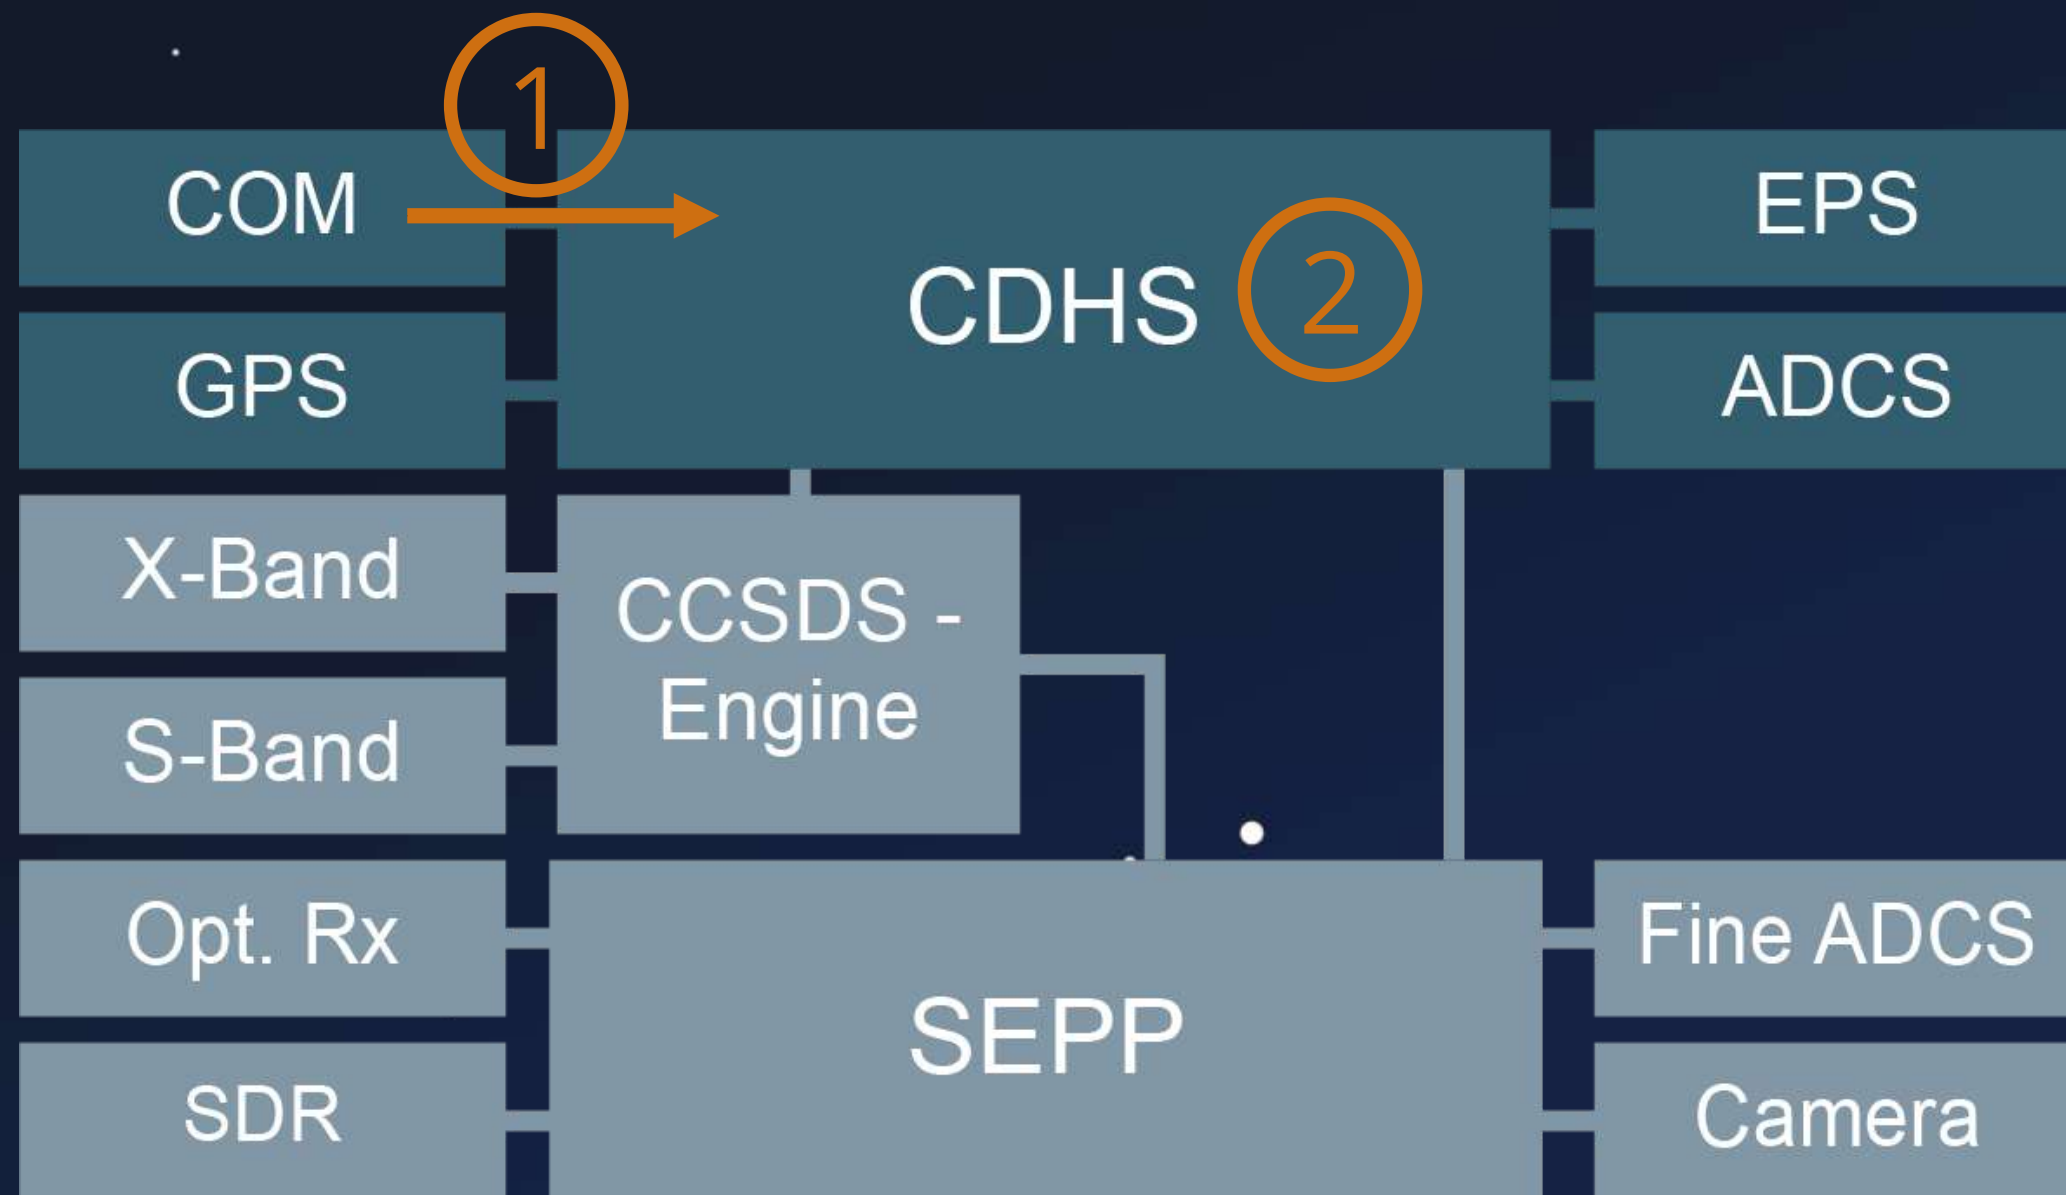 1
COM
CDHS
2
EPS
GPS
ADCS
X-Band
CCSDS -
Engine
S-Band
Opt. Rx
SEPP
Fine ADCS
SDR
Camera